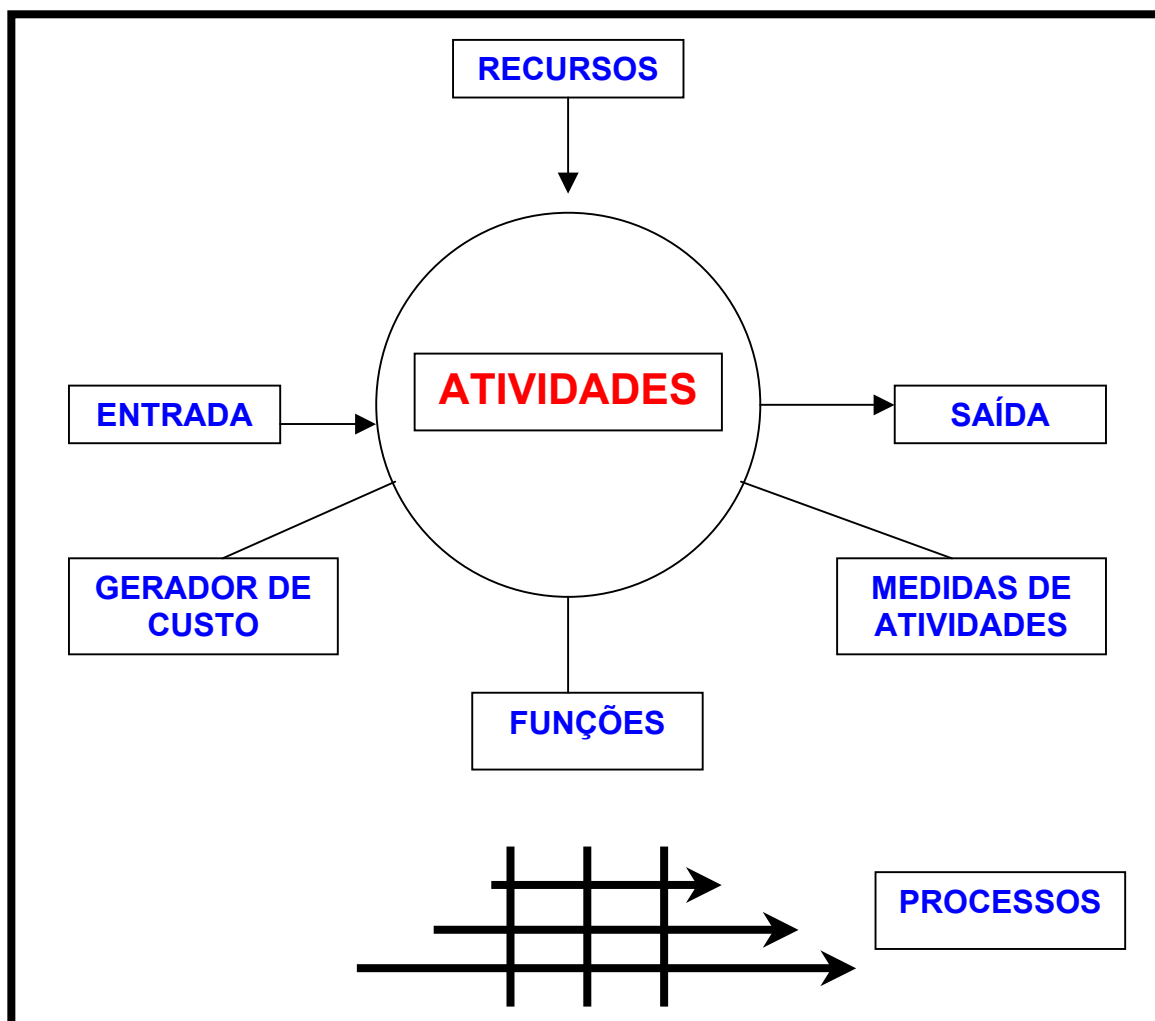 RECURSOS
ATIVIDADES
ENTRADA
SAÍDA
GERADOR DE
CUSTO
MEDIDAS DE
ATIVIDADES
FUNÇÕES
PROCESSOS